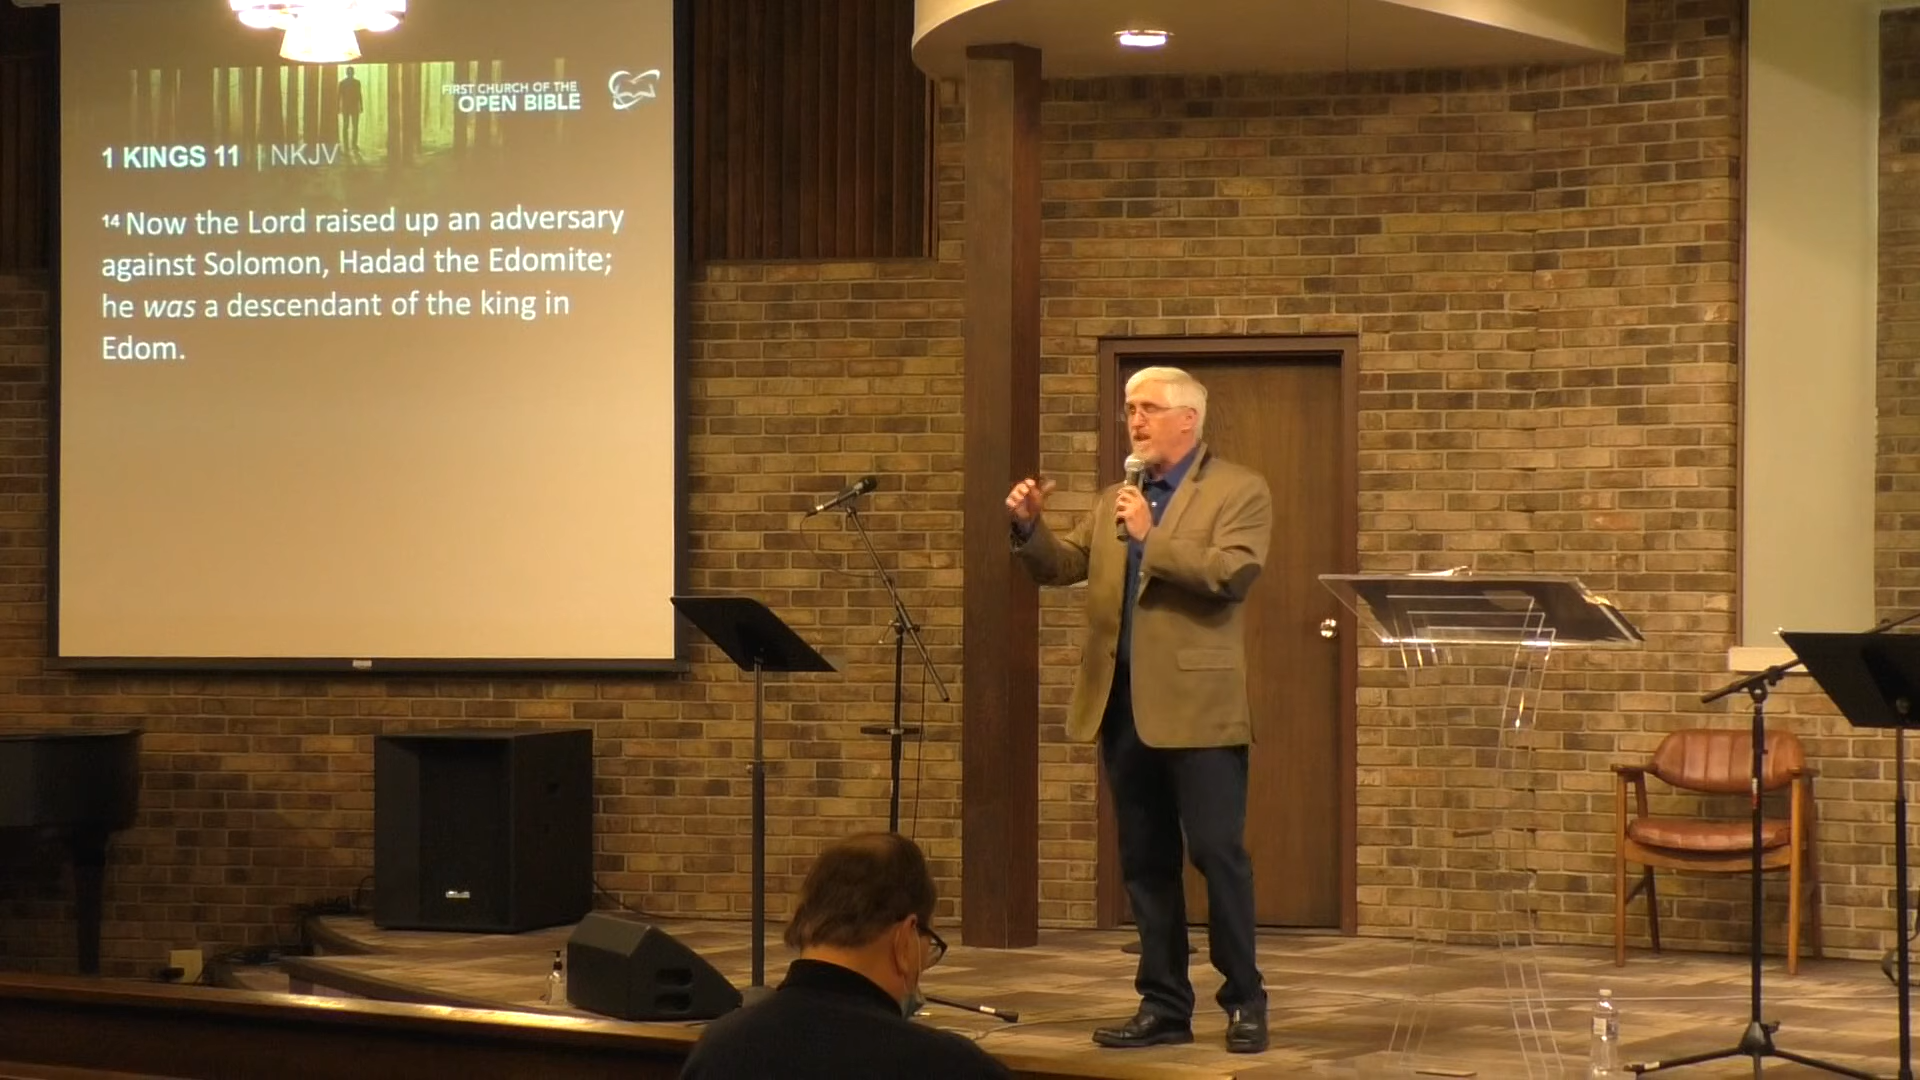 FIRST CHURCH OF THE
OPEN BIBLE
1 KINGS 11 | NKJV
14 Now the Lord raised up an adversary
against Solomon, Hadad the Edomite;
he was a descendant of the king in
Edom.